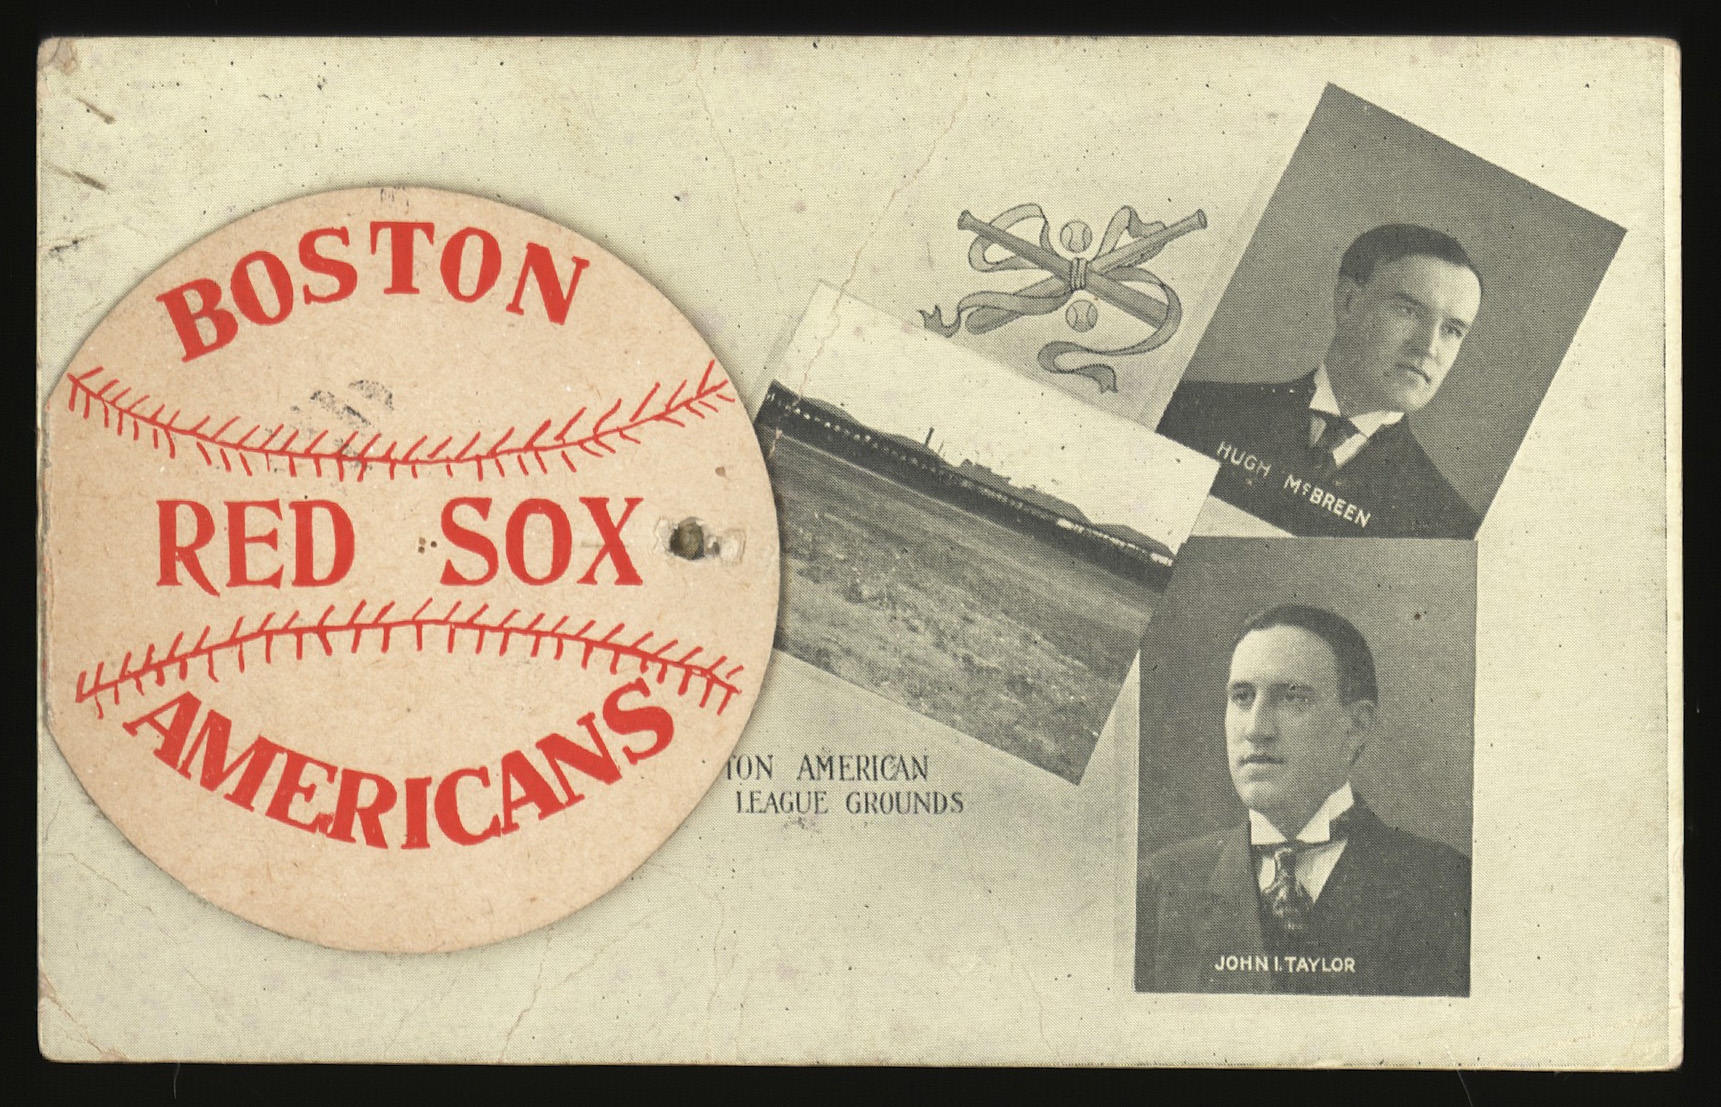 BOSTON
RED SOX
AMERICANS
TON AMERICAN
LEAGUE GROUNDS
HUGH McBREEN
JOHN I. TAYLOR